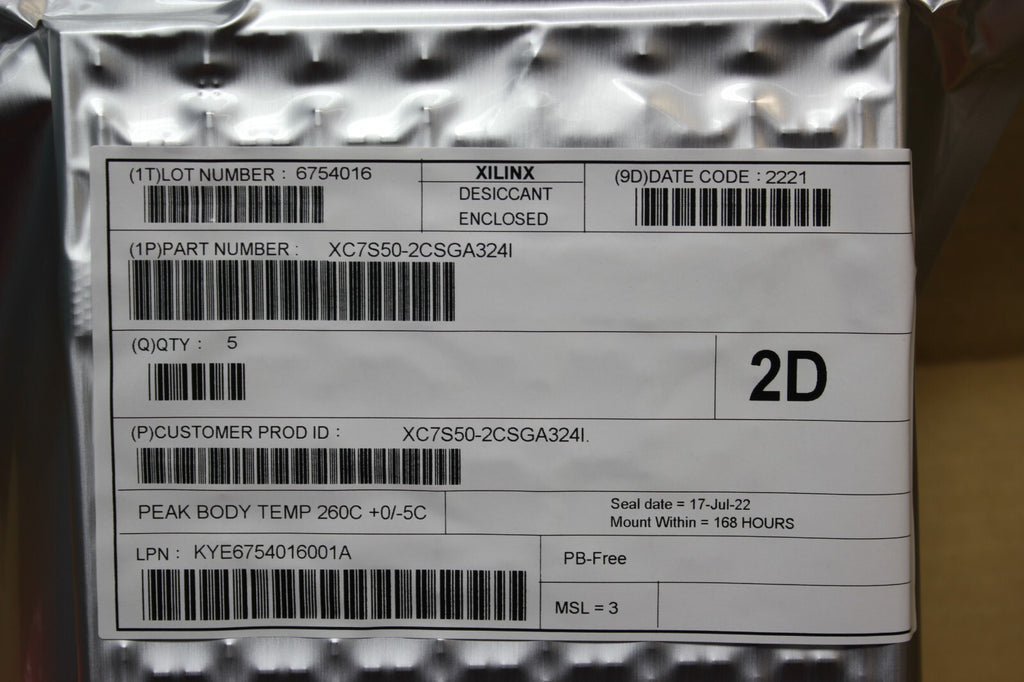 (1T)LOT NUMBER : 6754016
XILINX
DESICCANT
ENCLOSED
(9D)DATE CODE : 2221
(1P)PART NUMBER : XC7S50-2CSGA324I
(Q)QTY : 5
2D
(P)CUSTOMER PROD ID : XC7S50-2CSGA324I.
PEAK BODY TEMP 260C +0/-5C
Seal date = 17-Jul-22
Mount Within = 168 HOURS
LPN : KYE6754016001A
PB-Free
MSL = 3